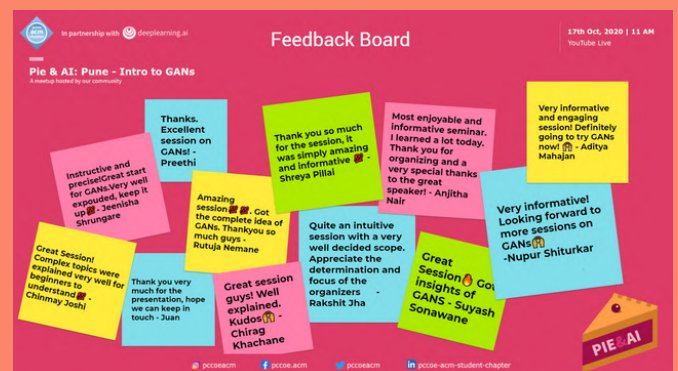 acm
in partnership with deeplearning.ai
Feedback Board
17th Oct, 2020 | 11 AM
YouTube Live
Pie & AI: Pune - Intro to GANs
A meetup hosted by our community
Thanks.
Excellent
session on
GANs! -
Preethi
Thank you so much
for the session, it
was simply amazing
and informative 💯 -
Shreya Pillai
Most enjoyable and
informative seminar.
I learned a lot today.
Thank you for
organizing and a
very special thanks
to the great
speaker! - Anjitha
Nair
Very informative
and engaging
session! Definitely
going to try GANs
now! 🙌 - Aditya
Mahajan
Instructive and
precise!Great start
for GANs.Very well
expouded, keep it
up💯 - Jeenisha
Shrungare
Amazing
session💯💯. Got
the complete idea of
GANs. Thankyou so
much guys -
Rutuja Nemane
Quite an intuitive
session with a very
well decided scope.
Appreciate the
determination and
focus of the
organizers -
Rakshit Jha
Very informative!
Looking forward to
more sessions on
GANs🙌
-Nupur Shiturkar
Great Session!
Complex topics were
explained very well for
beginners to
understand💯 -
Chinmay Joshi
Thank you very
much for the
presentation, hope
we can keep in
touch - Juan
Great session
guys! Well
explained.
Kudos🙌 -
Chirag
Khachane
Great
Session🔥 Got
insights of
GANS - Suyash
Sonawane
PIE&AI
pccoeacm
pccoe.acm
pccoeacm
pccoe-acm-student-chapter